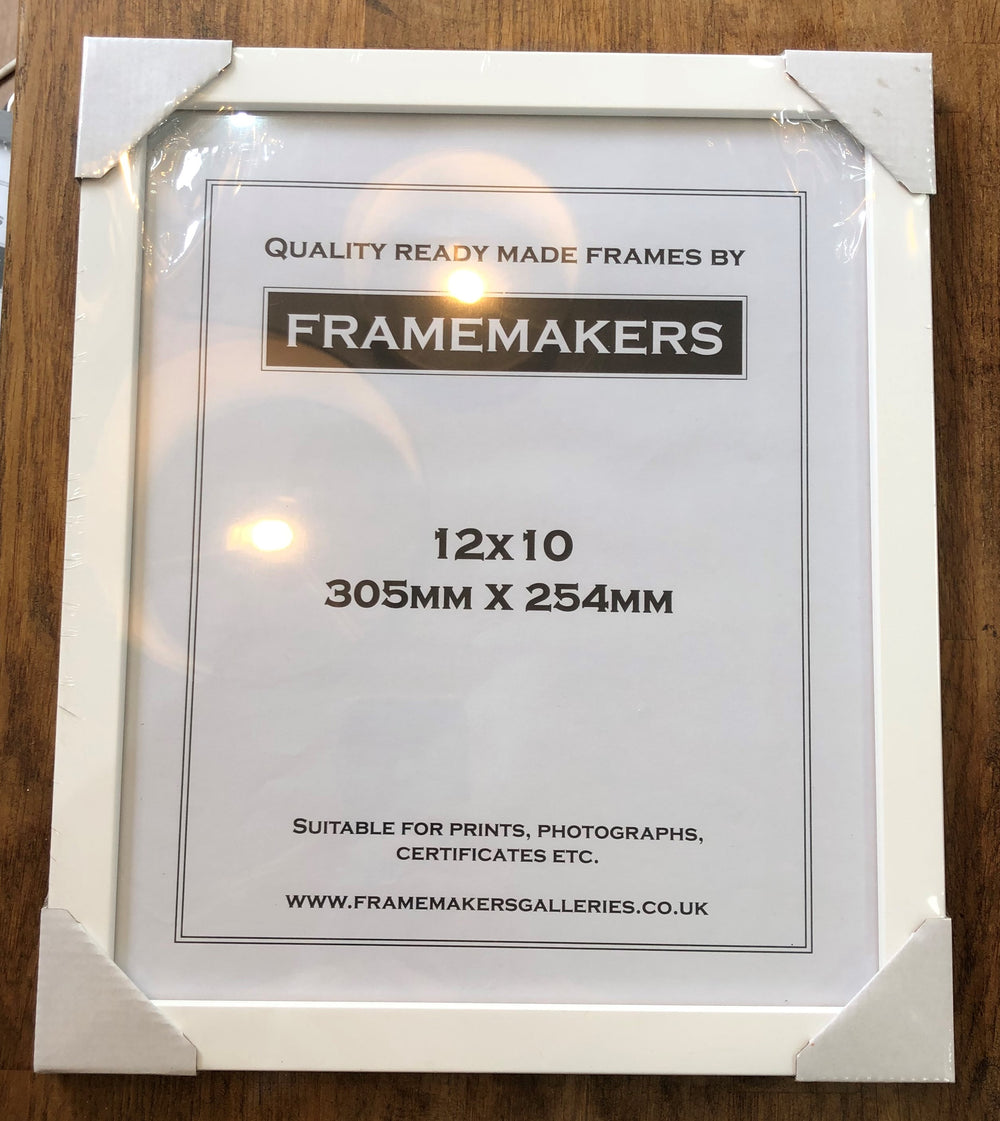 QUALITY READY MADE FRAMES BY
FRAMEMAKERS
12X10
305MM X 254MM
SUITABLE FOR PRINTS, PHOTOGRAPHS,
CERTIFICATES ETC.
WWW.FRAMEMAKERSGALLERIES.CO.UK